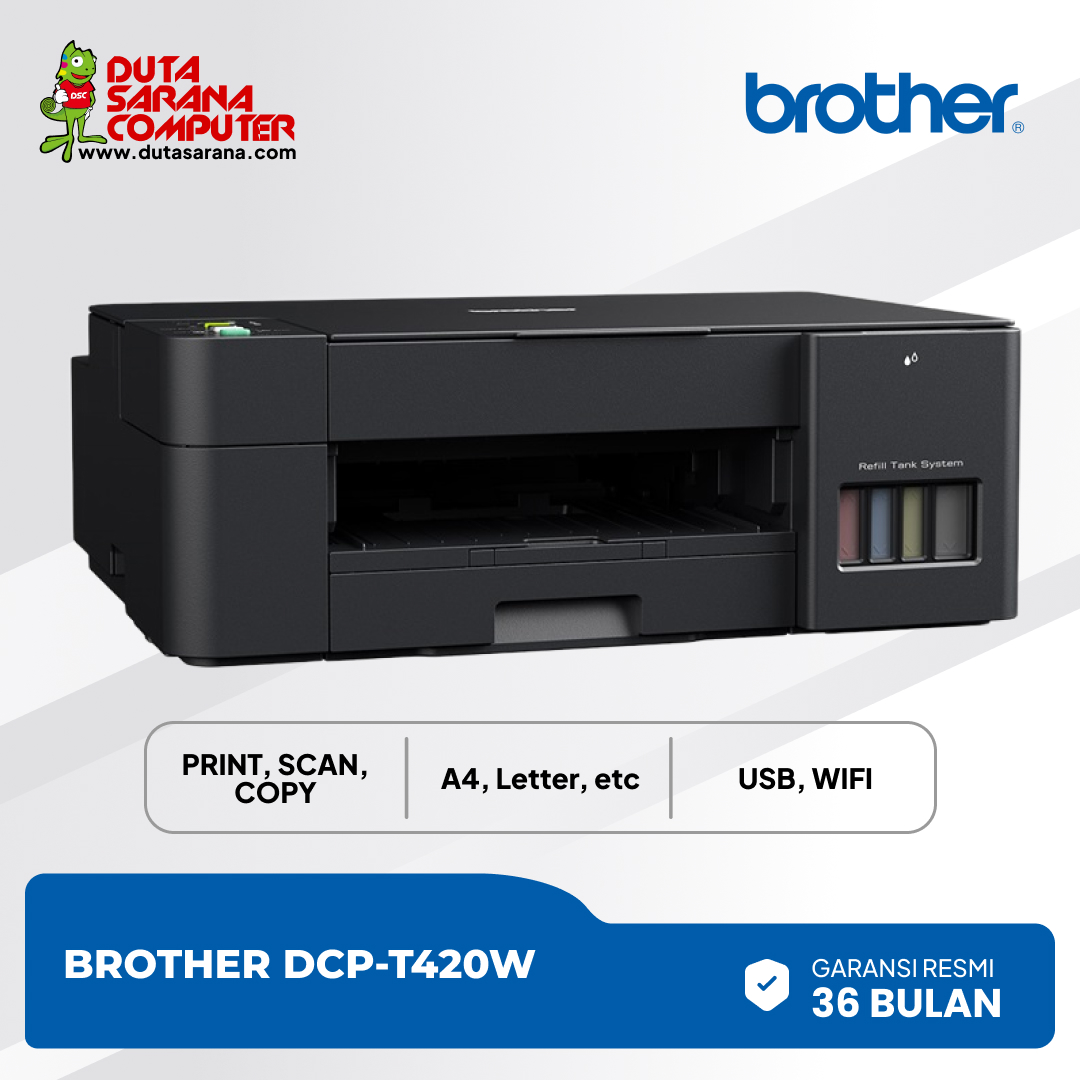 DSC
DUTA
SARANA
COMPUTER
www.dutasarana.com
brother®
brother
Refill Tank System
PRINT, SCAN,
COPY
A4, Letter, etc
USB, WIFI
BROTHER DCP-T420W
GARANSI RESMI
36 BULAN